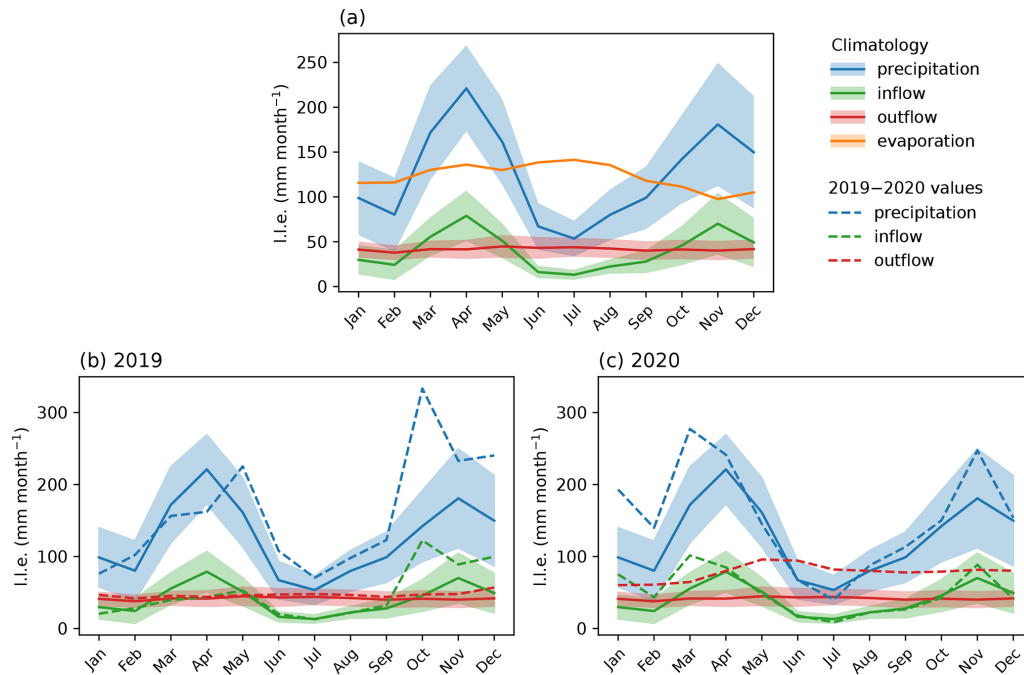 (a)
l.l.e. (mm month⁻¹)
250
200
150
100
50
0
Jan
Feb
Mar
Apr
May
Jun
Jul
Aug
Sep
Oct
Nov
Dec
Climatology
precipitation
inflow
outflow
evaporation
2019−2020 values
precipitation
inflow
outflow
(b) 2019
l.l.e. (mm month⁻¹)
300
200
100
0
Jan
Feb
Mar
Apr
May
Jun
Jul
Aug
Sep
Oct
Nov
Dec
(c) 2020
l.l.e. (mm month⁻¹)
300
200
100
0
Jan
Feb
Mar
Apr
May
Jun
Jul
Aug
Sep
Oct
Nov
Dec